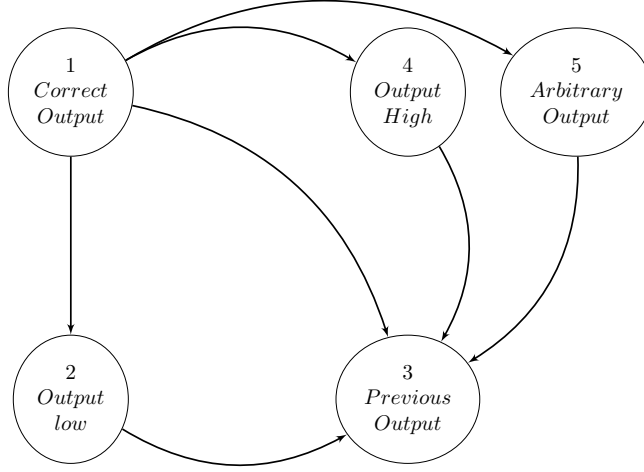 1
Correct
Output
4
Output
High
5
Arbitrary
Output
2
Output
low
3
Previous
Output